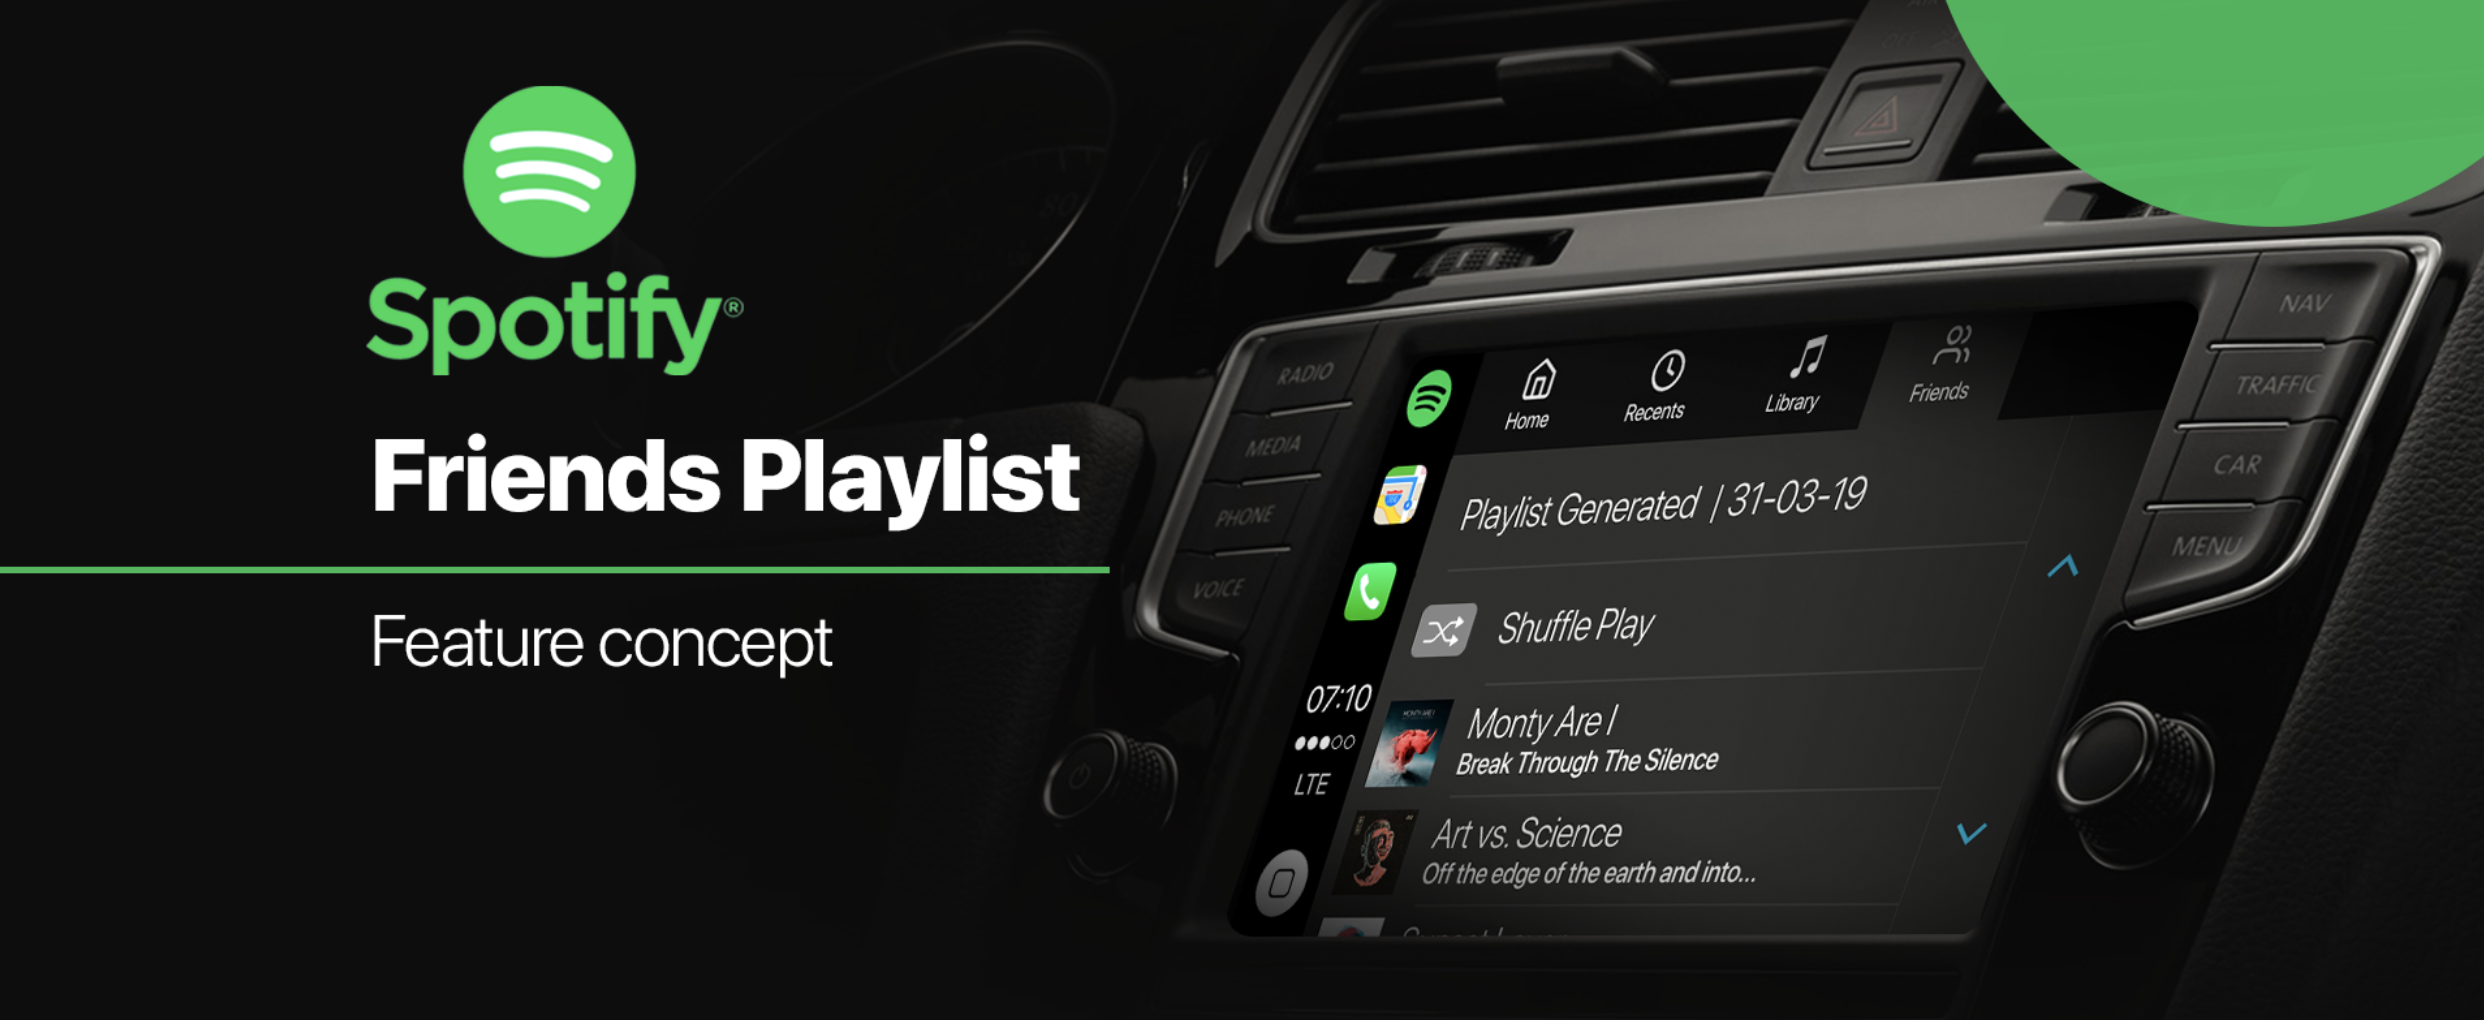 Spotify®
Friends Playlist
Feature concept
RADIO
MEDIA
PHONE
VOICE
NAV
TRAFFIC
CAR
MENU
Home
Recents
Library
Friends
Playlist Generated | 31-03-19
Shuffle Play
07:10
LTE
Monty Are I
Break Through The Silence
Art vs. Science
Off the edge of the earth and into...